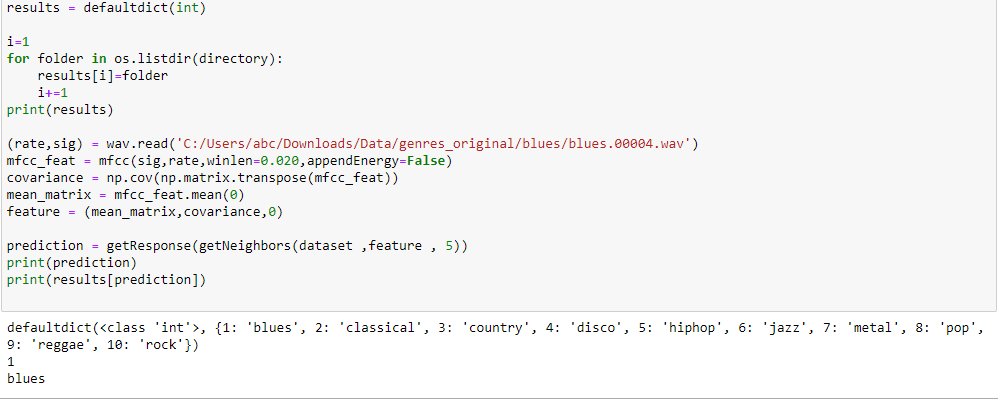 results = defaultdict(int)
i=1
for folder in os.listdir(directory):
    results[i]=folder
    i+=1
print(results)
(rate,sig) = wav.read('C:/Users/abc/Downloads/Data/genres_original/blues/blues.00004.wav')
mfcc_feat = mfcc(sig,rate,winlen=0.020,appendEnergy=False)
covariance = np.cov(np.matrix.transpose(mfcc_feat))
mean_matrix = mfcc_feat.mean(0)
feature = (mean_matrix,covariance,0)
prediction = getResponse(getNeighbors(dataset ,feature , 5))
print(prediction)
print(results[prediction])
defaultdict(<class 'int'>, {1: 'blues', 2: 'classical', 3: 'country', 4: 'disco', 5: 'hiphop', 6: 'jazz', 7: 'metal', 8: 'pop',
9: 'reggae', 10: 'rock'})
1
blues